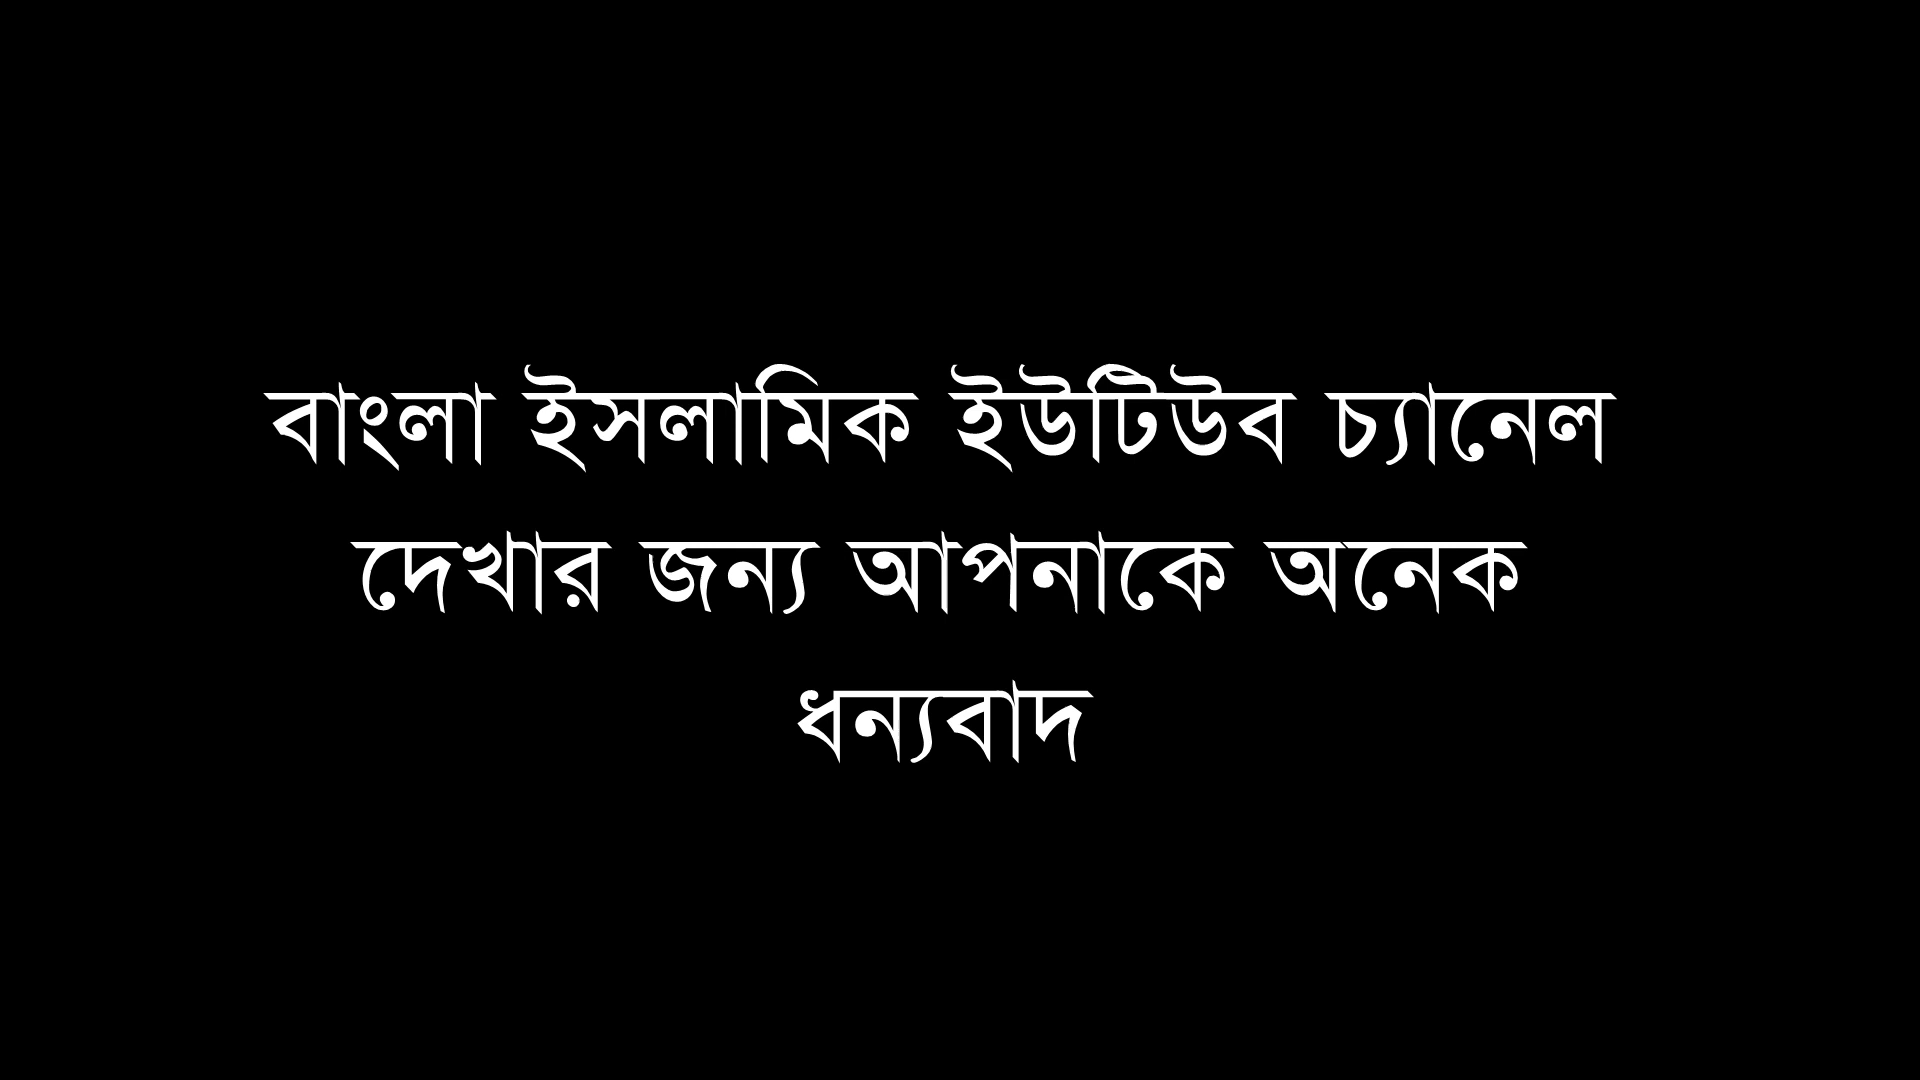 বাংলা ইসলামিক ইউটিউব চ্যানেল
দেখার জন্য আপনাকে অনেক
ধন্যবাদ